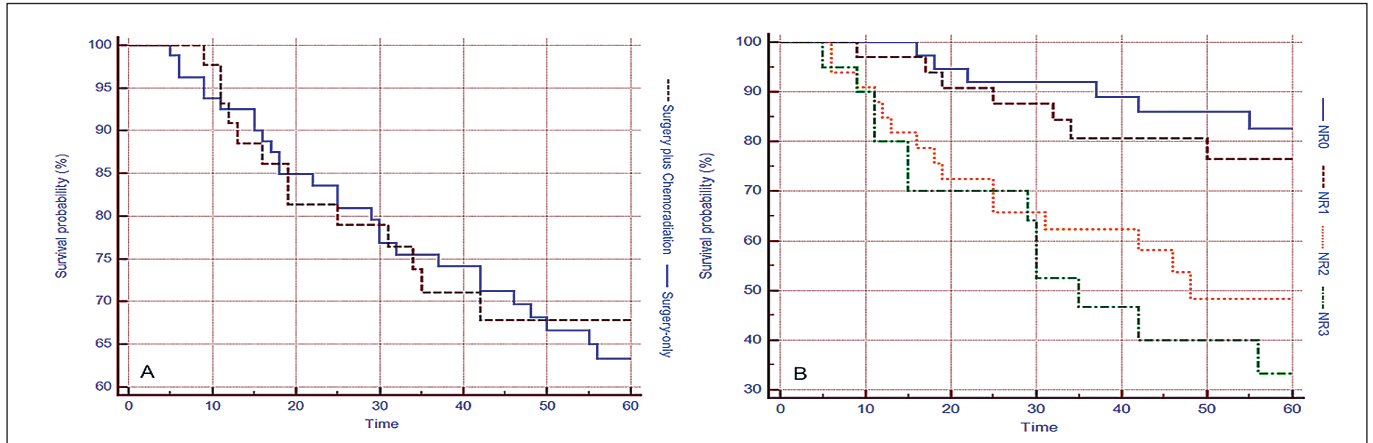 100
95
90
85
80
75
70
65
60
Survival probability (%)
A
0
10
20
30
40
50
60
Time
Surgery plus Chemoradiation
Surgery-only
100
90
80
70
60
50
40
30
Survival probability (%)
B
0
10
20
30
40
50
60
Time
NR0
NR1
NR2
NR3